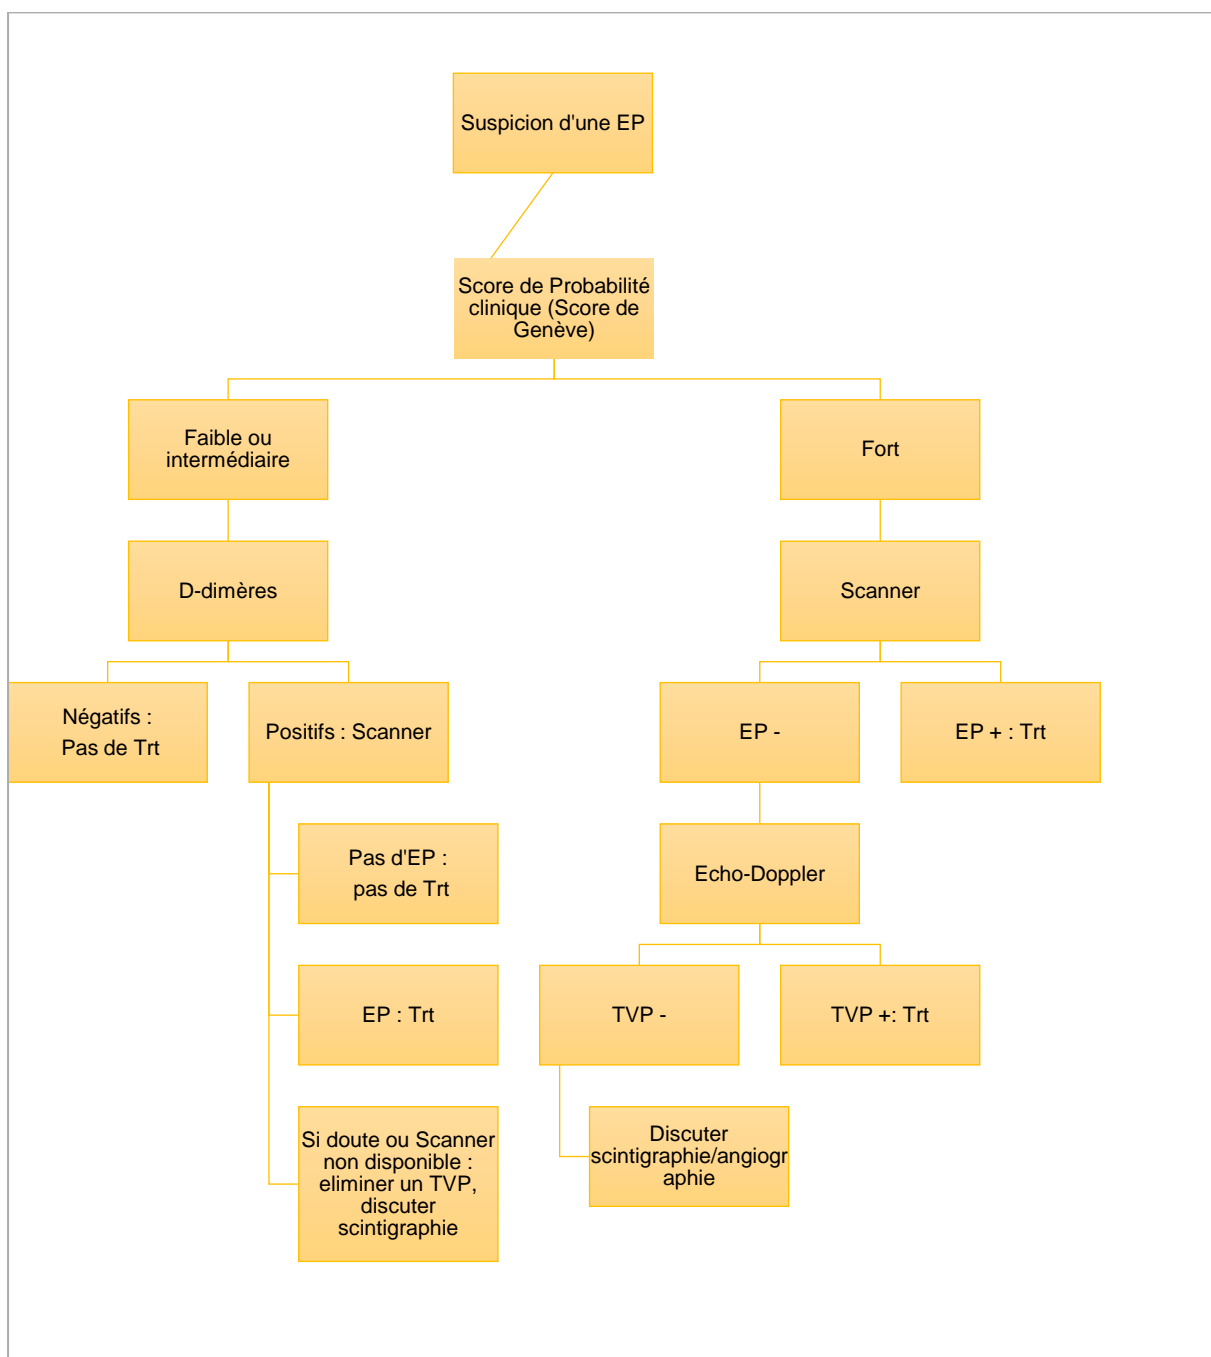 Suspicion d'une EP
Score de Probabilité
clinique (Score de
Genève)
Faible ou
intermédiaire
Fort
D-dimères
Scanner
Négatifs :
Pas de Trt
Positifs : Scanner
EP -
EP + : Trt
Pas d'EP :
pas de Trt
Echo-Doppler
EP : Trt
TVP -
TVP +: Trt
Si doute ou Scanner
non disponible :
eliminer un TVP,
discuter
scintigraphie
Discuter
scintigraphie/angiogr
aphie